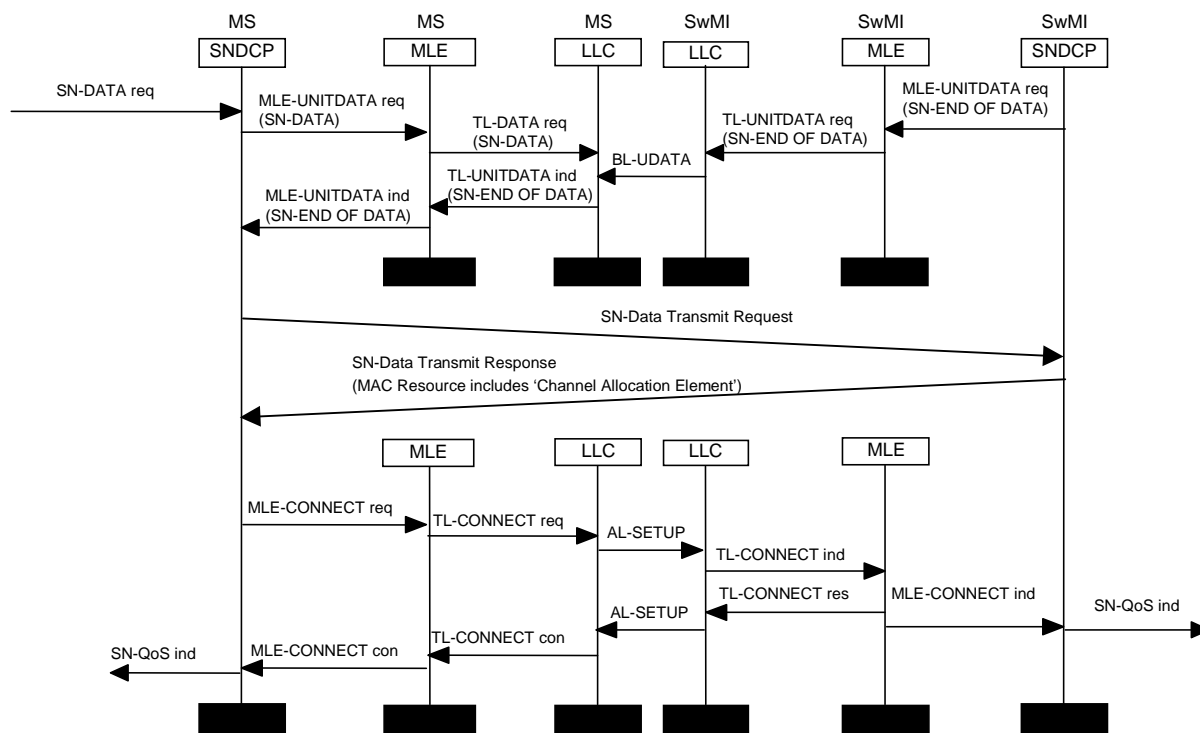 MS MS MS SwMI SwMI SwMI
SNDCP MLE LLC LLC MLE SNDCP
SN-DATA req
MLE-UNITDATA req
(SN-DATA)
TL-DATA req
(SN-DATA)
MLE-UNITDATA req
(SN-END OF DATA)
TL-UNITDATA req
(SN-END OF DATA)
BL-UDATA
TL-UNITDATA ind
(SN-END OF DATA)
MLE-UNITDATA ind
(SN-END OF DATA)
SN-Data Transmit Request
SN-Data Transmit Response
(MAC Resource includes ‘Channel Allocation Element’)
MLE LLC LLC MLE
MLE-CONNECT req
TL-CONNECT req
AL-SETUP
TL-CONNECT ind
TL-CONNECT res
MLE-CONNECT ind
SN-QoS ind
AL-SETUP
TL-CONNECT con
MLE-CONNECT con
SN-QoS ind